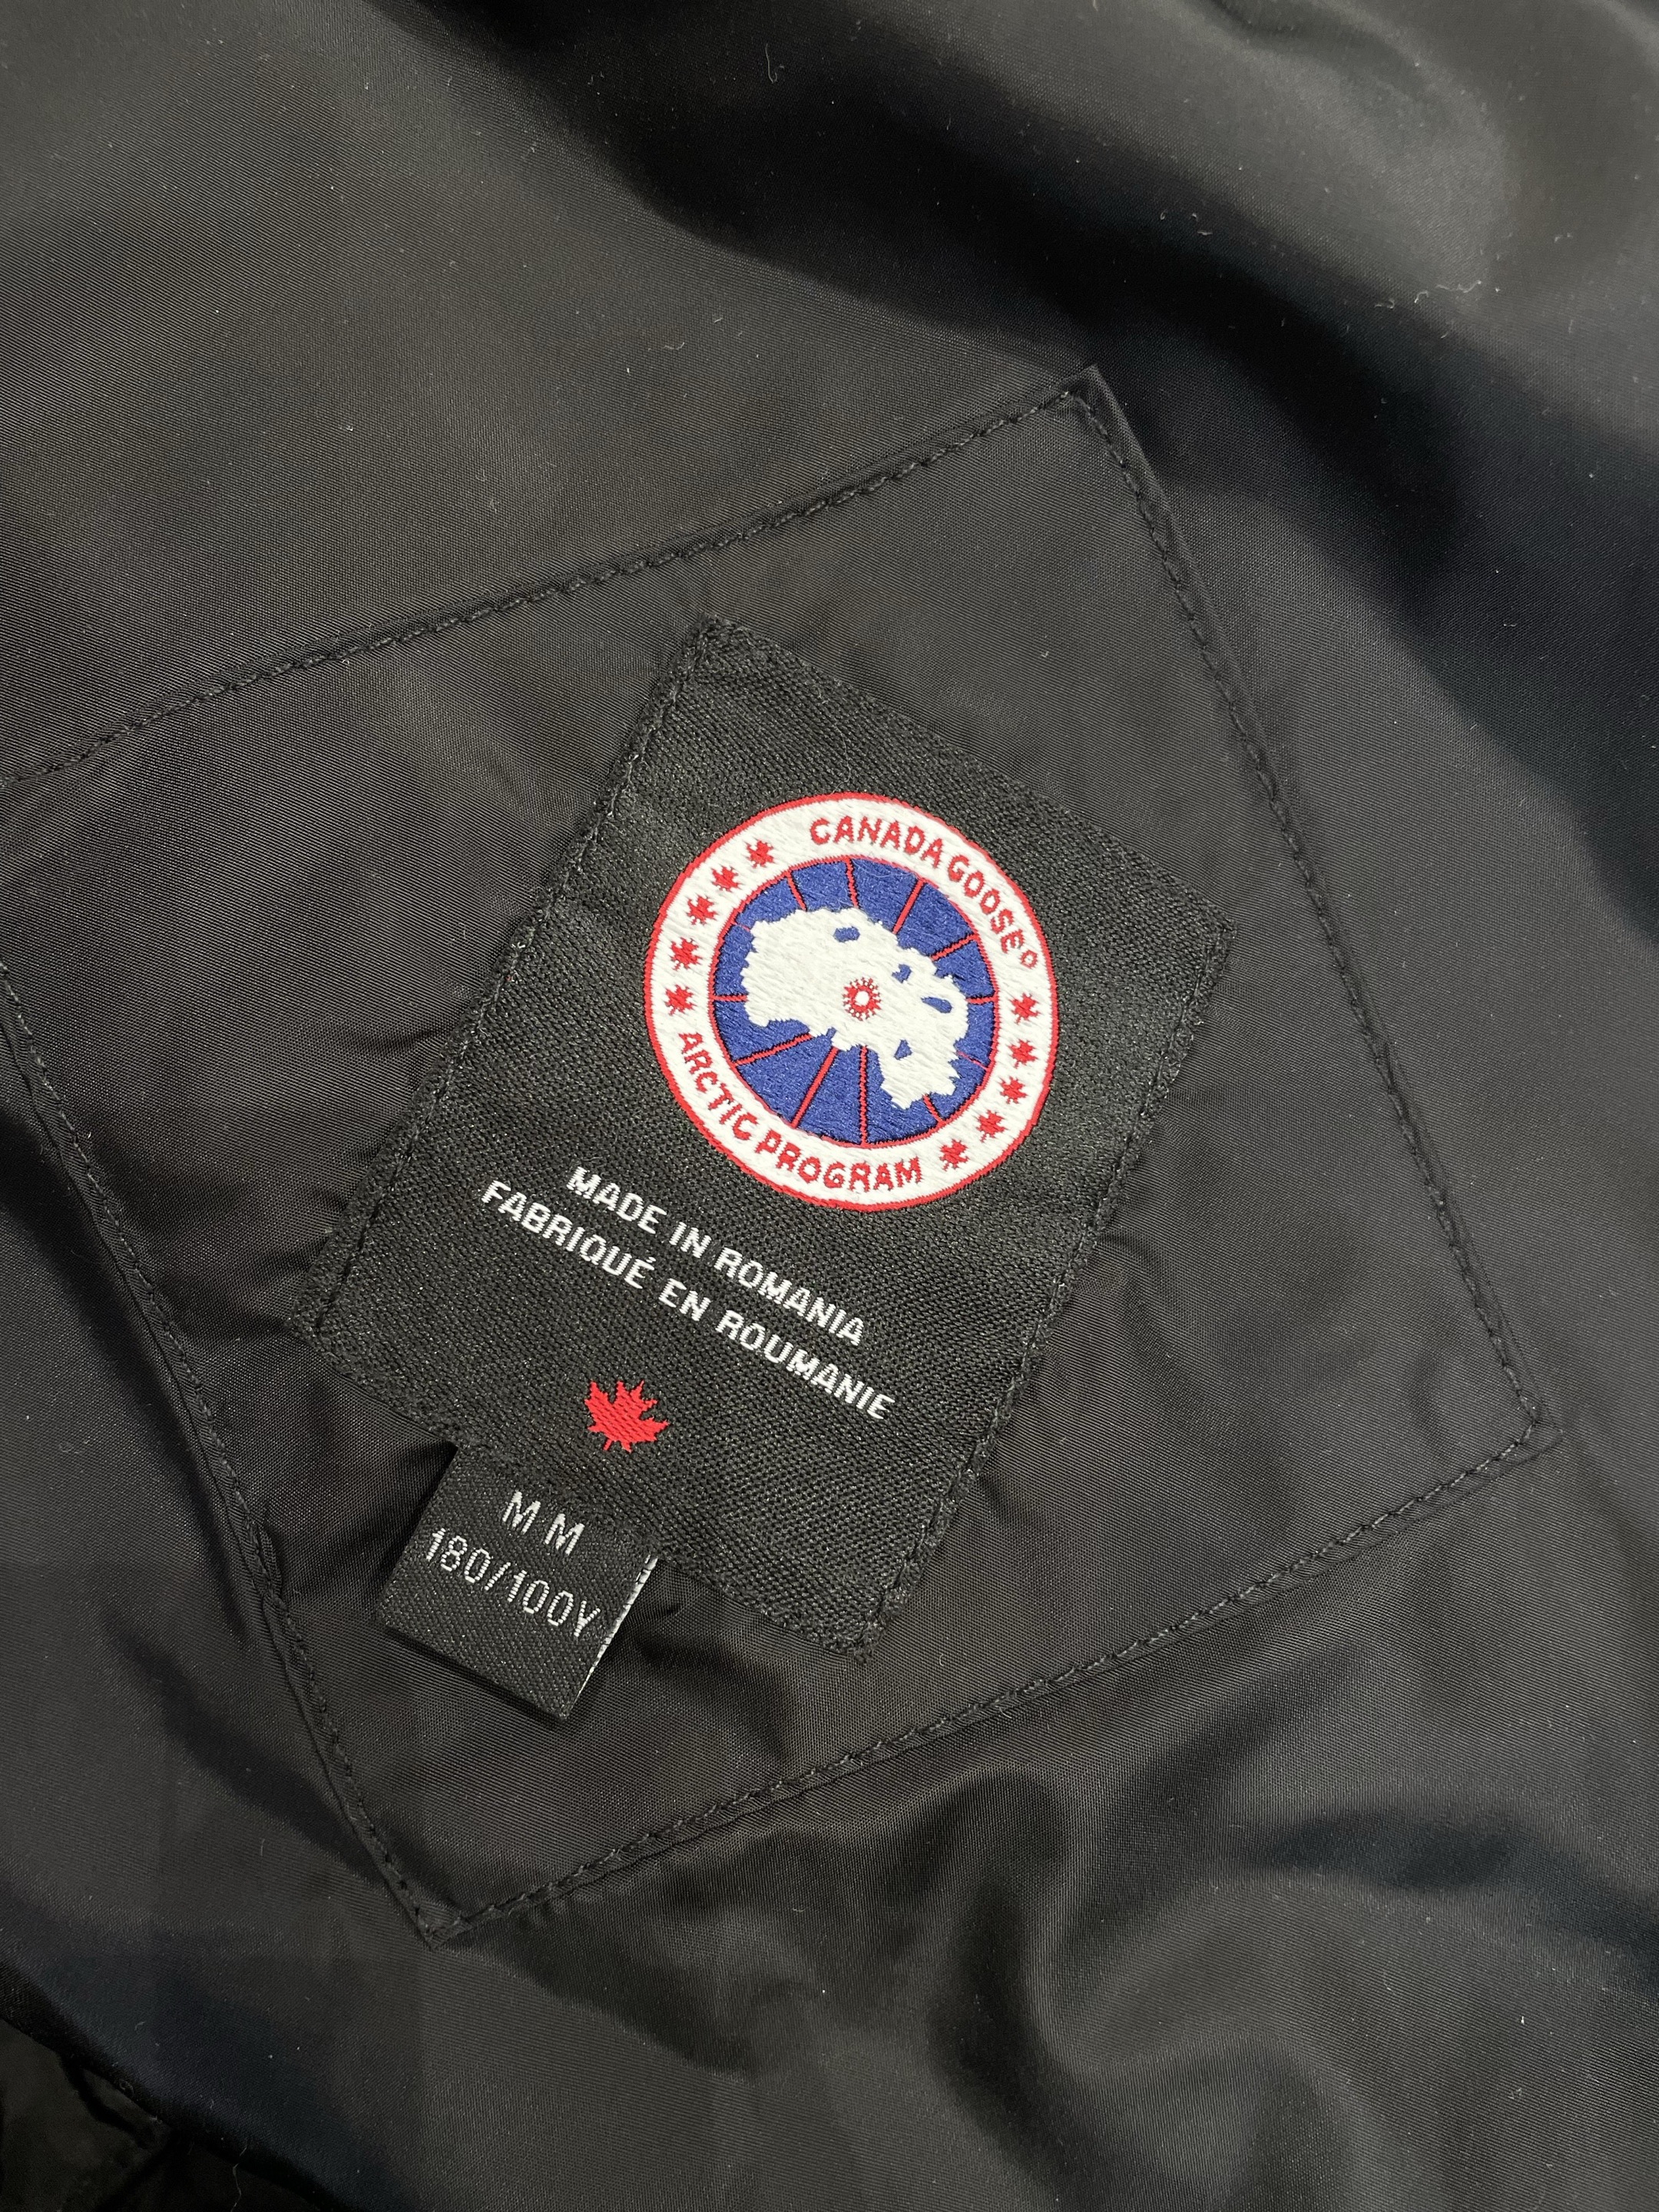 CANADA GOOSE®
ARCTIC PROGRAM
MADE IN ROMANIA
FABRIQUÉ EN ROUMANIE
M M
180/100Y